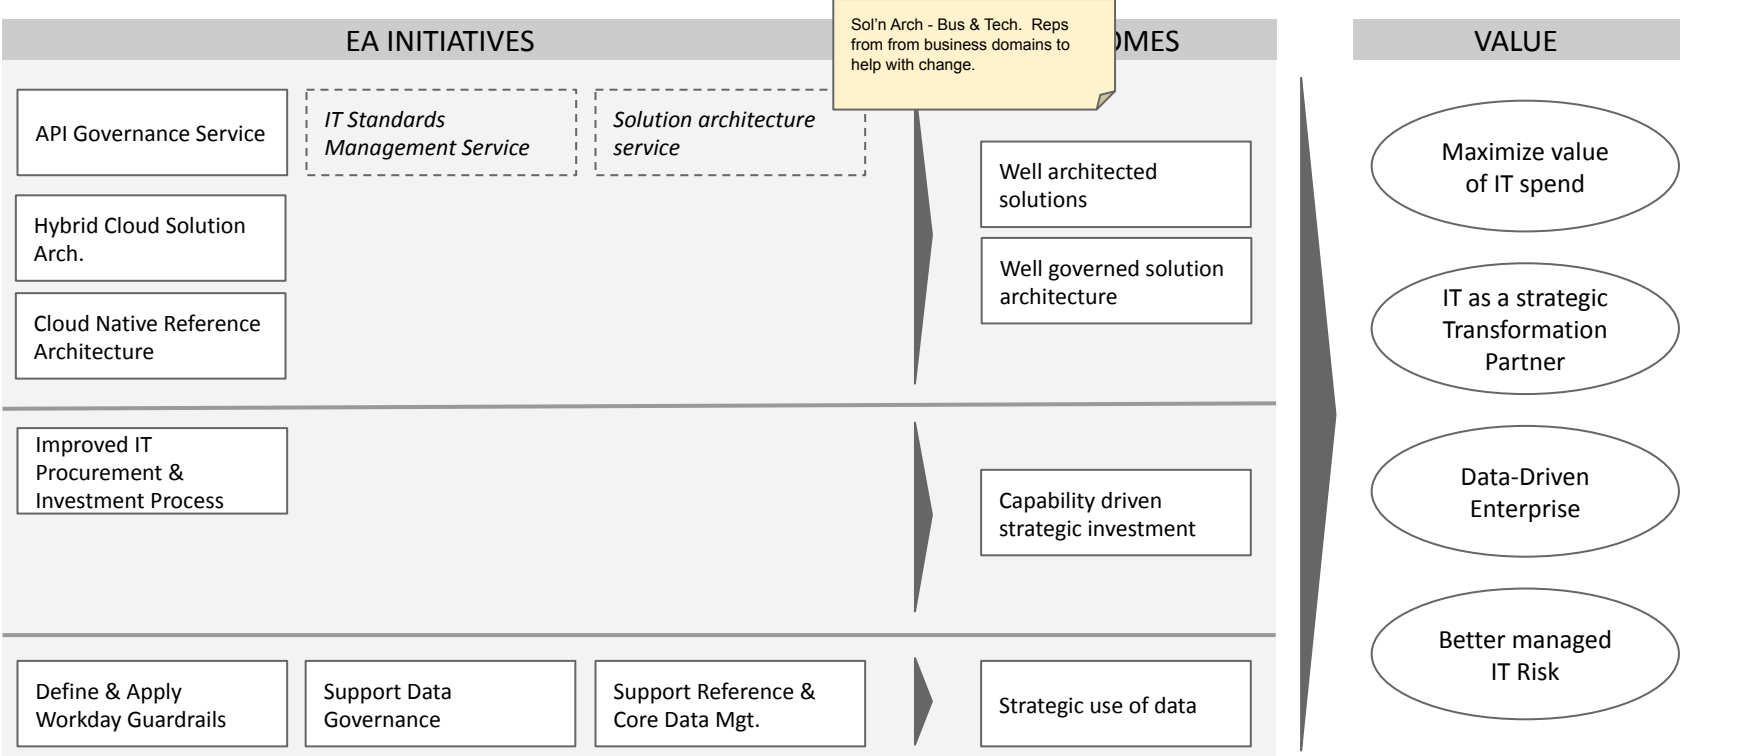 EA INITIATIVES
Sol'n Arch - Bus & Tech.  Reps
from from business domains to
help with change.
VALUE
API Governance Service
IT Standards
Management Service
Solution architecture
service
Hybrid Cloud Solution
Arch.
Cloud Native Reference
Architecture
Well architected
solutions
Well governed solution
architecture
Improved IT
Procurement &
Investment Process
Capability driven
strategic investment
Define & Apply
Workday Guardrails
Support Data
Governance
Support Reference &
Core Data Mgt.
Strategic use of data
Maximize value
of IT spend
IT as a strategic
Transformation
Partner
Data-Driven
Enterprise
Better managed
IT Risk